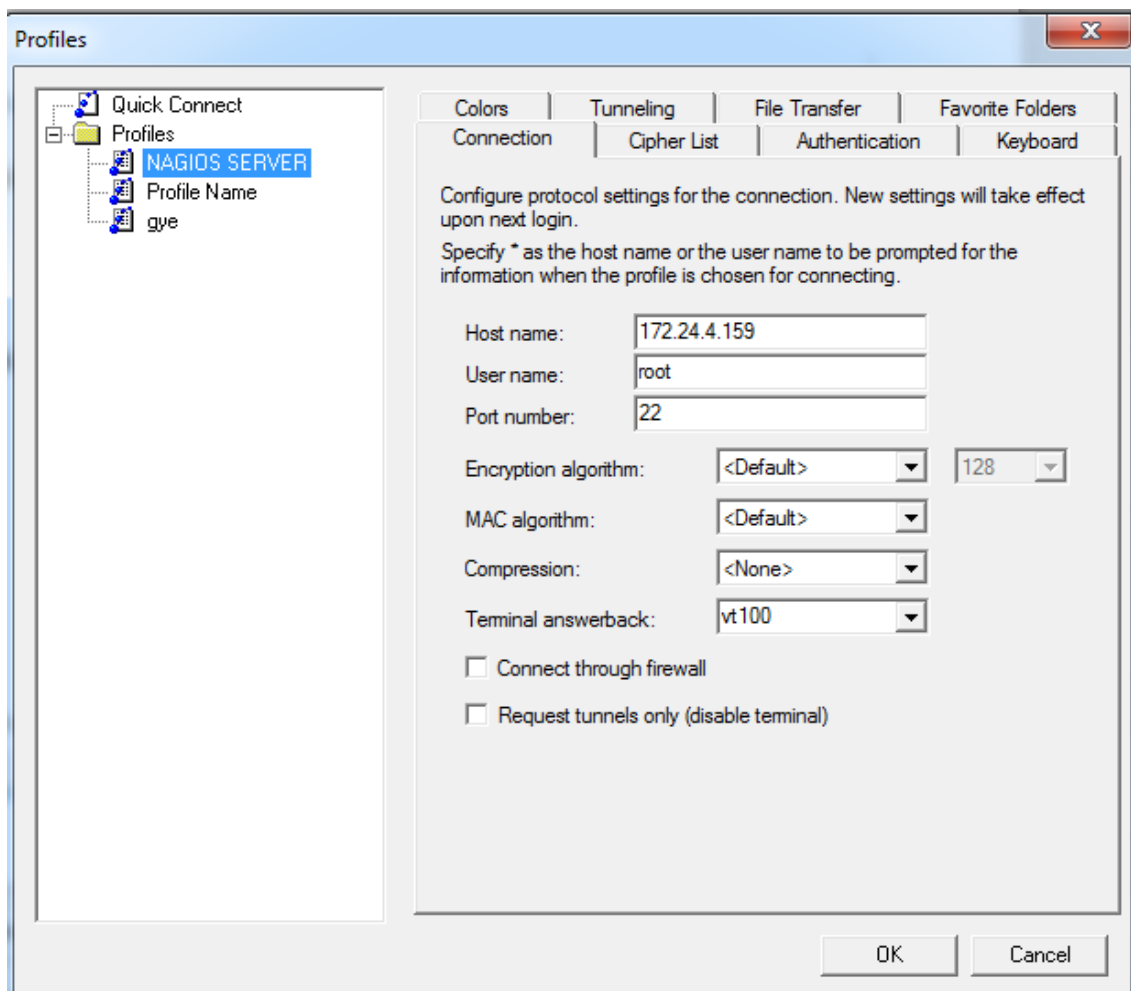 Profiles
Quick Connect
Profiles
NAGIOS SERVER
Profile Name
gye
Colors Tunneling File Transfer Favorite Folders
Connection Cipher List Authentication Keyboard
Configure protocol settings for the connection. New settings will take effect
upon next login.
Specify * as the host name or the user name to be prompted for the
information when the profile is chosen for connecting.
Host name: 172.24.4.159
User name: root
Port number: 22
Encryption algorithm: <Default> 128
MAC algorithm: <Default>
Compression: <None>
Terminal answerback: vt100
Connect through firewall
Request tunnels only (disable terminal)
OK Cancel